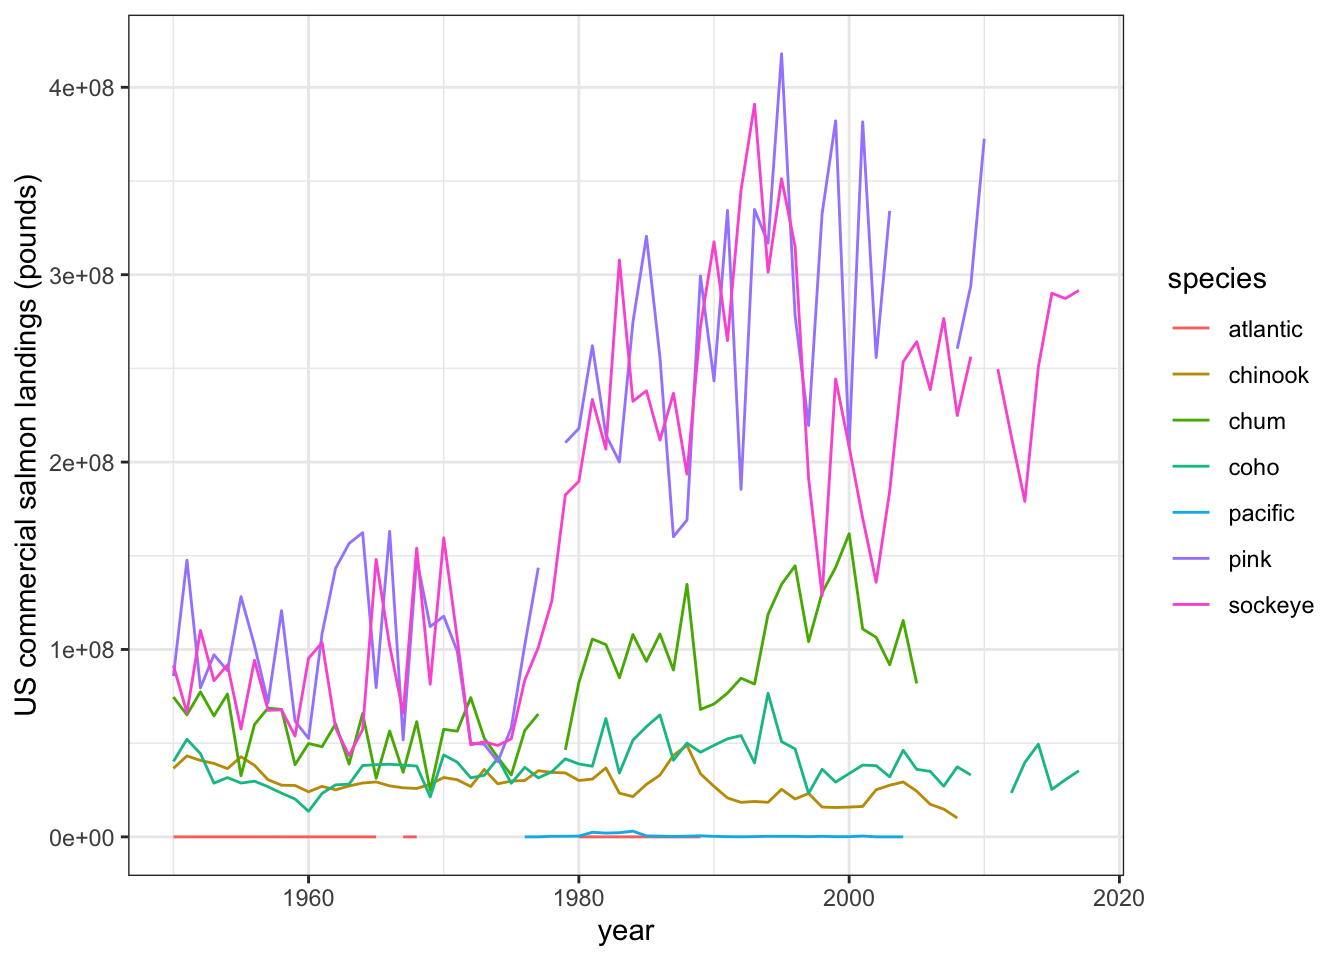 US commercial salmon landings (pounds)
4e+08
3e+08
2e+08
1e+08
0e+00
1960
1980
2000
2020
year
species
atlantic
chinook
chum
coho
pacific
pink
sockeye